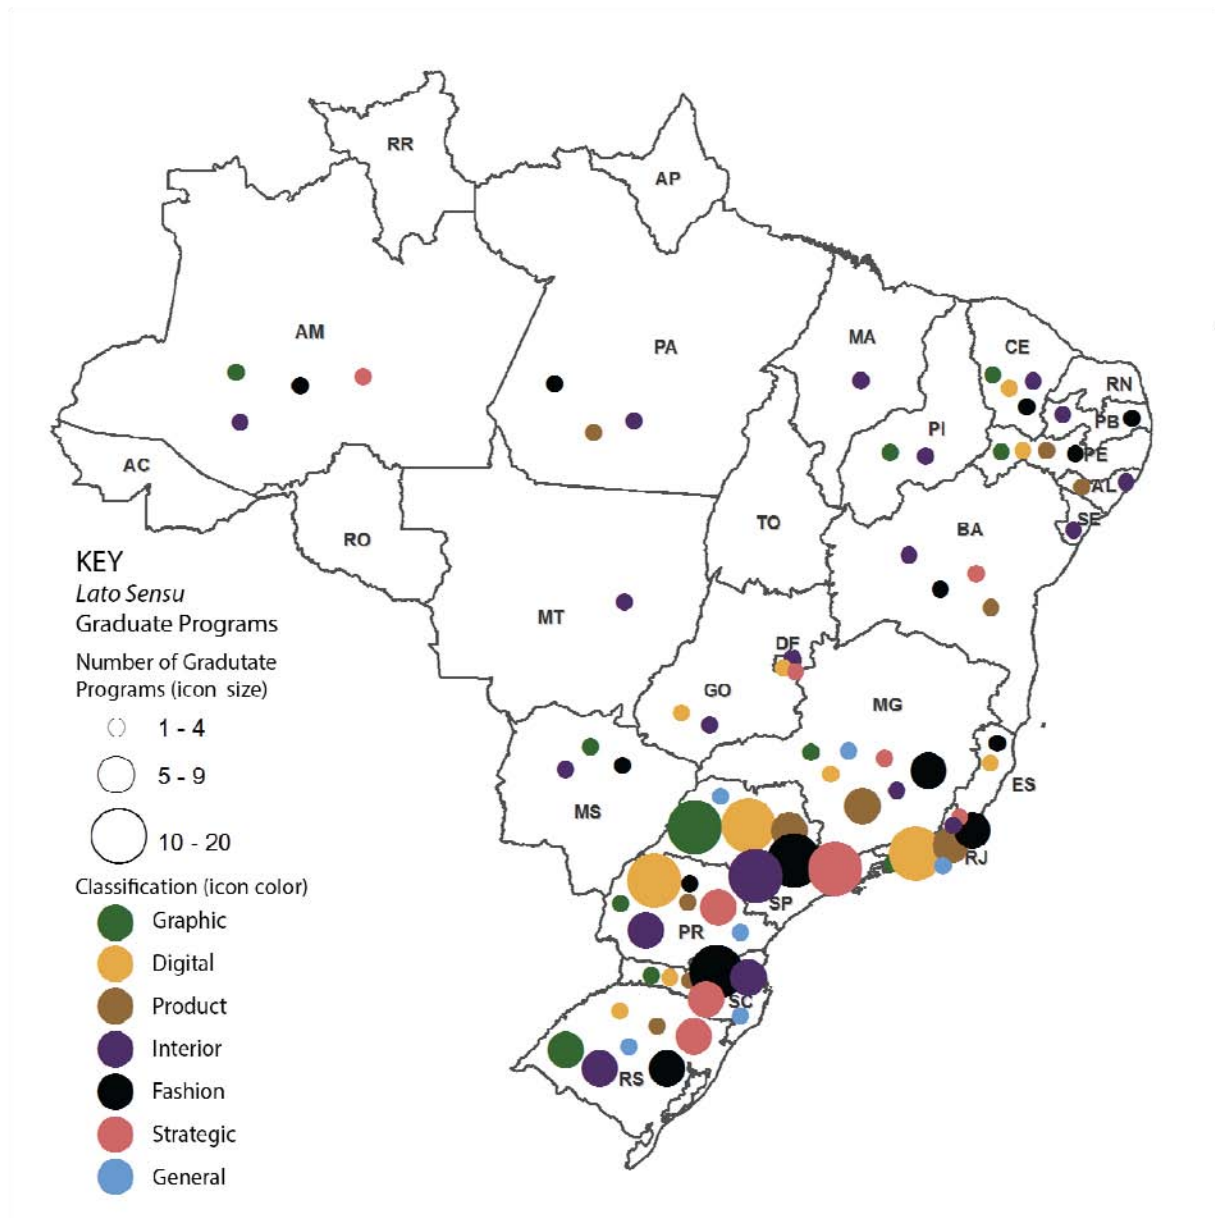 RR
AP
AM
PA
MA
CE
RN
PB
PI
PE
AL
SE
AC
TO
BA
RO
KEY
Lato Sensu
Graduate Programs
Number of Gradutate
Programs (icon size)
1 - 4
5 - 9
10 - 20
Classification (icon color)
Graphic
Digital
Product
Interior
Fashion
Strategic
General
MT
DF
GO
MG
ES
MS
RJ
SP
PR
SC
RS